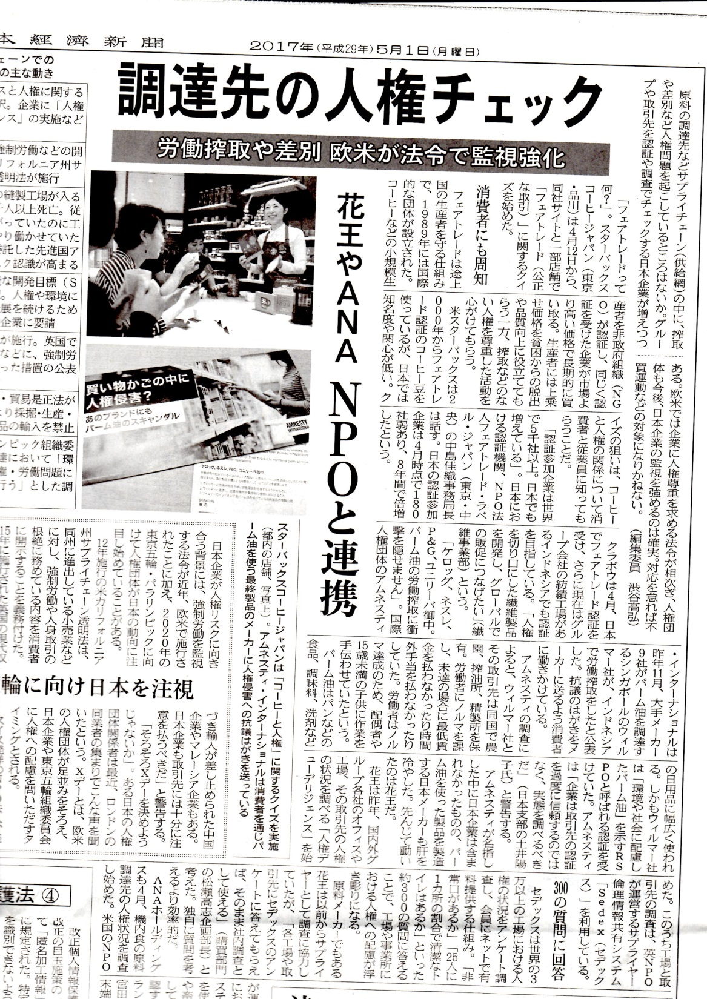 本経済新聞
2017年(平成29年)5月1日(月曜日)
調達先の人権チェック
労働搾取や差別 欧米が法令で監視強化
花王やANA NPOと連携
原料の調達先などサプライチェーン(供給網)の中に、搾取
や差別など人権問題を起こしているところはないか。グルー
プや取引先を認証や調査でチェックする日本企業が増えつつ
ある。欧米では企業に人権尊重を求める法令が相次ぎ、人権団
体も今後、日本企業の監視を強めるのは確実。対応を怠れば不
買運動などの対象になりかねない。(編集委員 渋谷高弘)
「フェアトレードって
何?」。スターバックス
コーヒージャパン(東京
・品川)は4月12日から、
同社サイトと一部店舗で
「フェアトレード(公正
な取引)」に関するクイ
ズを始めた。
消費者にも周知
フェアトレードは途上
国の生産者を守る仕組み
で、1989年には国際
的な団体が設立された。
コーヒーなどの小規模生
産者を非政府組織(NG
O)が認証し、同じく認
証を受けた企業が市場よ
り高い価格で長期的に買
い取る。生産者には上乗
せ価格を貧困からの脱出
や品質向上に役立てても
らう一方、搾取などのな
い人権を尊重した活動を
心がけてもらう。
米スターバックスは2
000年からフェアトレ
ード認証のコーヒー豆を
使っているが、日本では
知名度や関心が低い。ク
イズの狙いは、コーヒー
と人権の関係について消
費者と従業員に知っても
らうことだ。
「認証参加企業は世界
で5千社以上。日本でも
増えている」。日本にお
ける認証機関、NPO法
人フェアトレード・ラベ
ル・ジャパン(東京・中
央)の中島佳織事務局長
は話す。日本の認証参加
企業は4月時点で180
社弱あり、8年間で倍増
したという。
クラボウは4月、日本
でフェアトレード認証を
受け、さらに現在はグル
ープ会社の紡績工場があ
るインドネシアでも認証
を目指している。「人権
を切り口にした繊維製品
を開発し、グローバルで
の販促につなげたい」(繊
維事業部)という。
「ケロッグ、ネスレ、
P&G、ユニリーバ御中。
パーム油の労働搾取に衝
撃を隠せません」。国際
人権団体のアムネスティ
・インターナショナルは
昨年11月、大手メーカー
9社がパーム油を調達す
るシンガポールのウィル
マー社が、インドネシア
で労働搾取をしたと公表
した。抗議のはがきをメ
ーカーに送るよう消費者
に働きかけている。
アムネスティの調査に
よると、ウィルマー社と
その取引先は同国で農
園、搾油所、精製所を保
有。労働者にノルマを課
し、未達の場合に最低賃
金を払わなかったり時間
外手当を払わなかったり
していた。労働者はノル
マ達成のため、配偶者や
15歳未満の子供に作業を
手伝わせていたという。
パーム油はパンなどの
食品、調味料、洗剤など
の日用品に幅広く使われ
る。しかもウィルマー社
は「環境や社会に配慮し
たパーム油」を示すRS
POと呼ばれる認証を受
けていた。アムネスティ
は「企業は取引先の認証
を過度に信頼するのでは
なく、実態を調べるべき
だ」(日本支部の土井陽
子氏)と警告する。
アムネスティが名指し
した中に日本企業は含ま
れなかったものの、パー
ム油を使った製品を製造
する日本メーカーも肝を
冷やした。先んじて動い
たのは花王だ。
花王は昨年、国内外グ
ループ各社のオフィスや
工場、その取引先の人権
の状況を調べる「人権デ
ューデリジェンス」を始
めた。このうち工場と取
引先の調査は、英NPO
が運営するサプライヤー
倫理情報共有システム
「Sedex(セデック
ス)」を利用している。
300の質問に回答
セデックスは世界の3
万以上の工場における人
権の状況をアンケート調
査し、会員にネットで有
料提供する仕組み。「非
常口があるか」「25人に
1カ所の割合で清潔なト
イレはあるか」といった
約300の質問に答える
ことで、工場や事業所に
おける人権への配慮が浮
き彫りになる。
原料メーカーでもある
花王は以前からサプライ
ヤーとして調査に協力し
ていたが、「各工場や取
引先にセデックスのアン
ケートに答えてもらえ
ば、そのまま社内調査と
して使える」(購買部門
の松瀬高志企画部長)と
考えた。独自に質問を考
えるより効率的だ。
ANAホールディング
スも4月、機内食の原料
調達先の人権状況を調査
し始めた。米国のNPO
スターバックスコーヒージャパンは「コーヒーと人権」に関するクイズを実施
(都内の店舗、写真上)。アムネスティ・インターナショナルは消費者を通じパ
ーム油を使う最終製品のメーカーに人権侵害への抗議はがきを送っている
買い物かごの中に
人権侵害?
あのブランドにも
パーム油のスキャンダル
AMNESTY
INTERNATIONAL
ケロッグ、ネスレ、P&G、ユニリーバ御中
輪に向け日本を注視
日本企業が人権リスクに向き
合う背景には、強制労働を監視
する法令が近年、欧米で施行さ
れたことに加え、2020年の
東京五輪・パラリンピックに向
けて人権団体が日本の動向に注
目し始めていることがある。
12年施行の米カリフォルニア
州サプライチェーン透明法は、
同州に進出している小売業など
に対し、強制労働や人身取引の
根絶に務めている内容を消費者
に開示することを義務付けた。
15年に施行された英国の現代奴
づき輸入が差し止められた中国
企業やマレーシア企業もある。
日本企業も取引先には十分に注
意を払うべきだ」と警告する。
「そろそろXデーを決めよう
じゃないか」。ある日本の人権
団体関係者は最近、ロンドンの
同業者の集まりでこんな声を聞
いたという。Xデーとは、欧米
の人権団体が足並みをそろえ、
日本企業や東京五輪組織委員会
に人権への配慮を問いただすタ
イミングとされる。
ェーンでの
の主な動き
スと人権に関する
択。企業に「人権
ンス」の実施など
強制労働などの開
リフォルニア州サ
透明法が施行
の縫製工場が入る
千人以上死亡。従
がっていたのに工
やり働かせていた
委託した先進国ア
ク認識が高まる
な開発目標(S
。人権や環境に
展を続けるため
企業に要請
が施行。英国で
などに、強制労
った措置の公表
・貿易是正法が
より採掘・生産・
品の輸入を禁止
ンピック組織委
達において「環
権・労働問題に
行う」とした調
護法 ④
改正個人情報保
改正の目玉施策の
て「匿名加工情報」
に規定された。特定
を識別できないよう